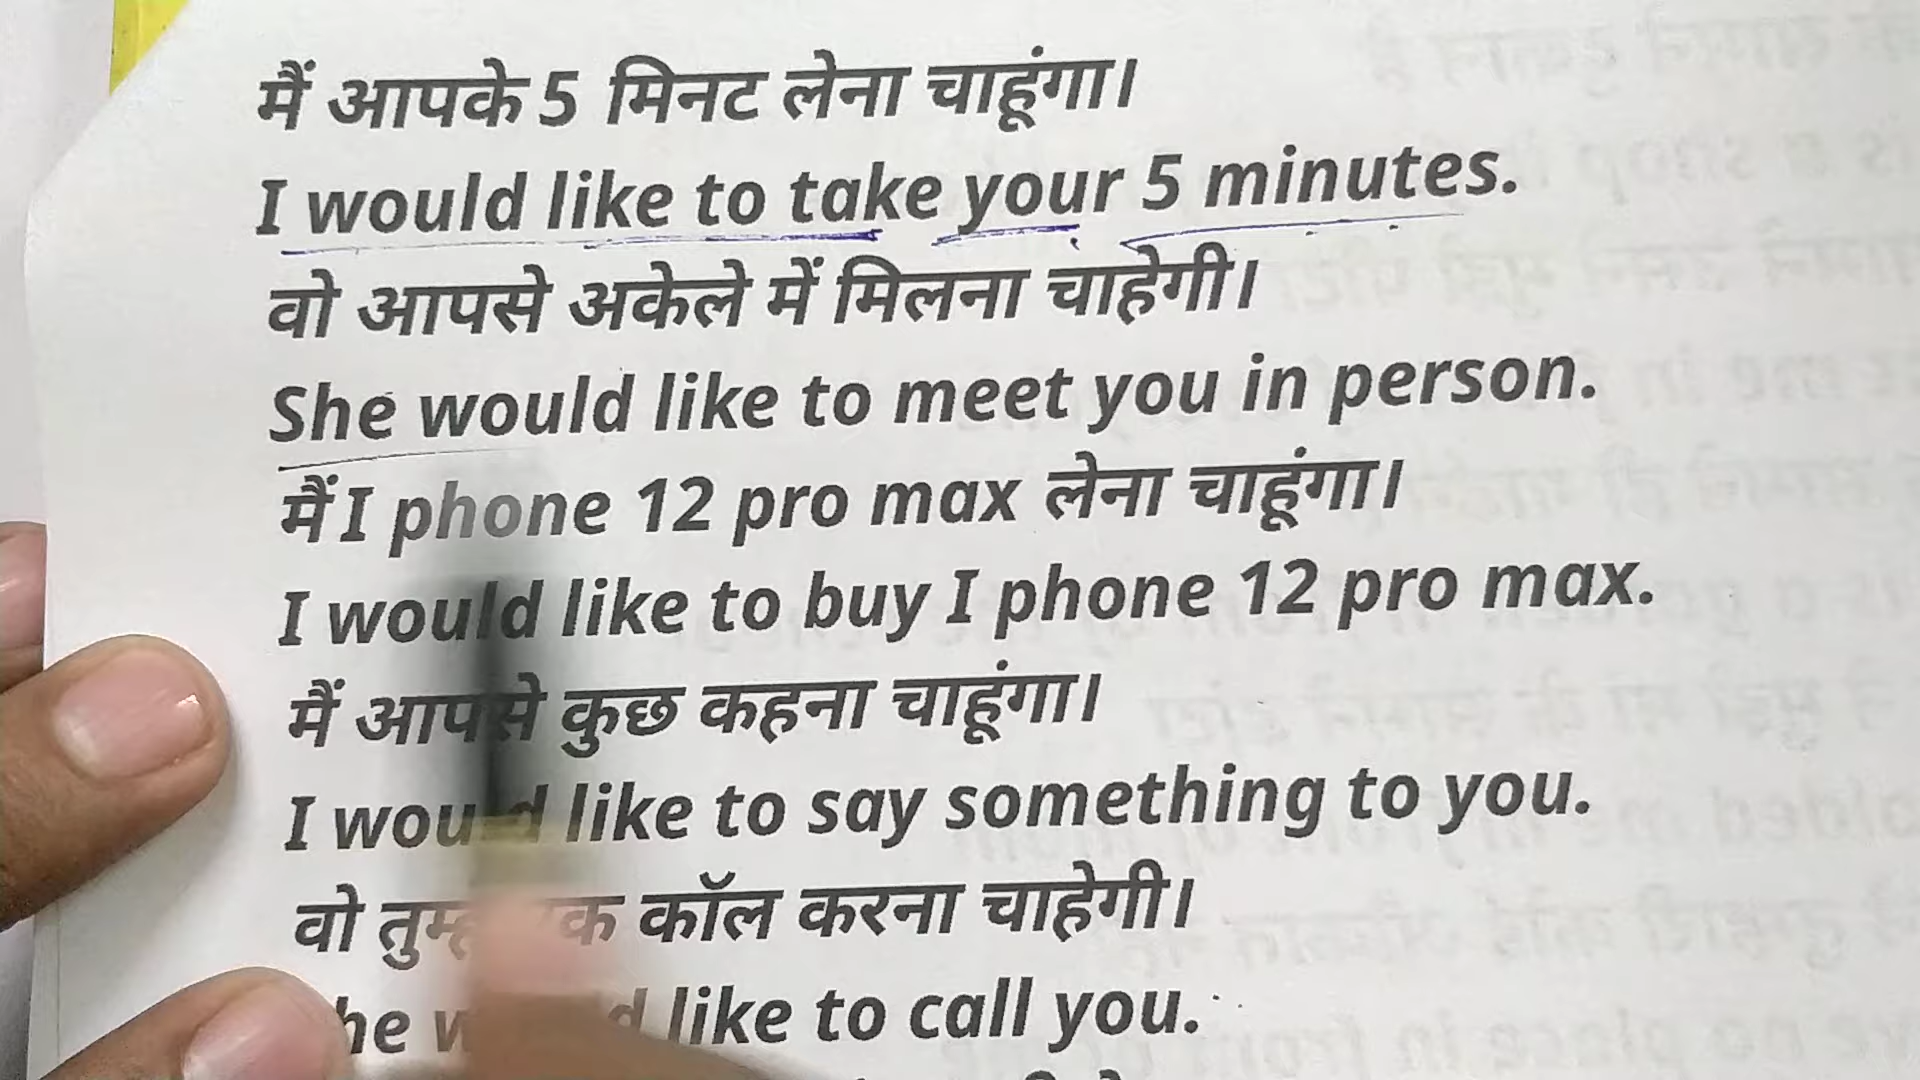 मैं आपके 5 मिनट लेना चाहूंगा।
I would like to take your 5 minutes.
वो आपसे अकेले में मिलना चाहेगी।
She would like to meet you in person.
मैं I phone 12 pro max लेना चाहूंगा।
I would like to buy I phone 12 pro max.
मैं आपसे कुछ कहना चाहूंगा।
I would like to say something to you.
वो कॉल करना चाहेगी।
like to call you.